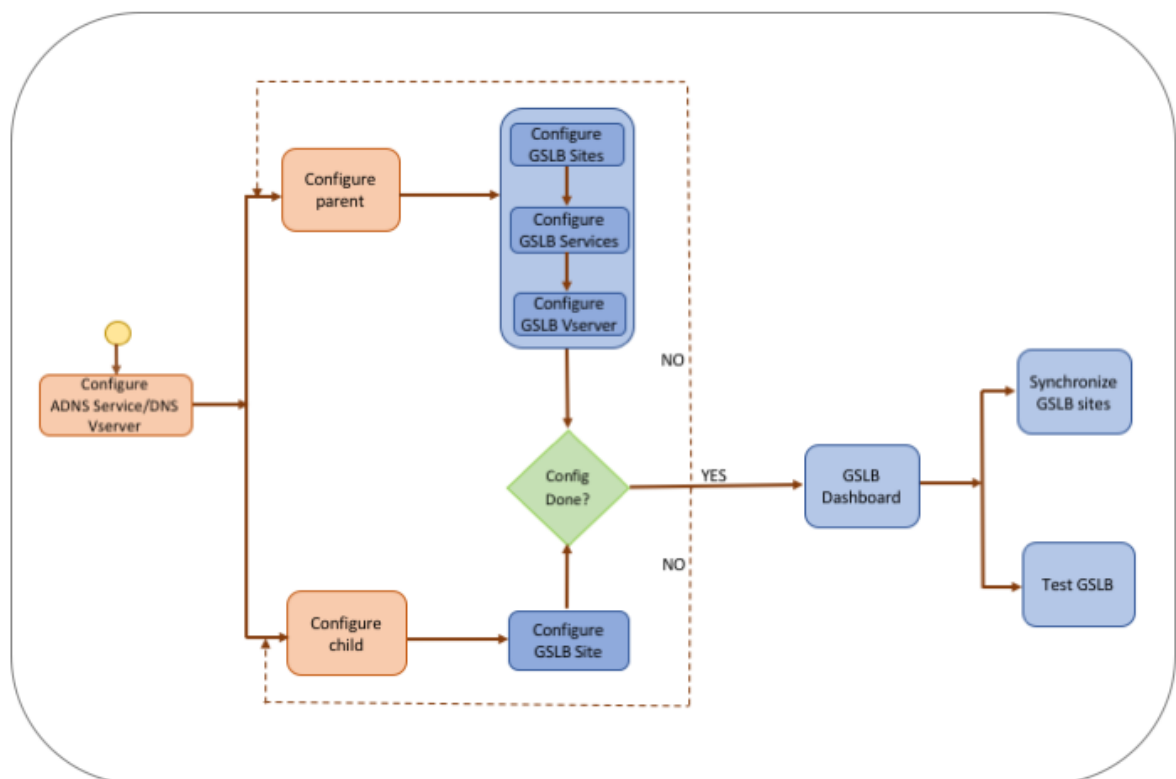 Configure
GSLB Sites
Configure
parent
Configure
GSLB Services
Configure
GSLB Vserver
NO
Configure
ADNS Service/DNS
Vserver
Synchronize
GSLB sites
Config
Done?
YES
GSLB
Dashboard
NO
Test GSLB
Configure
child
Configure
GSLB Site